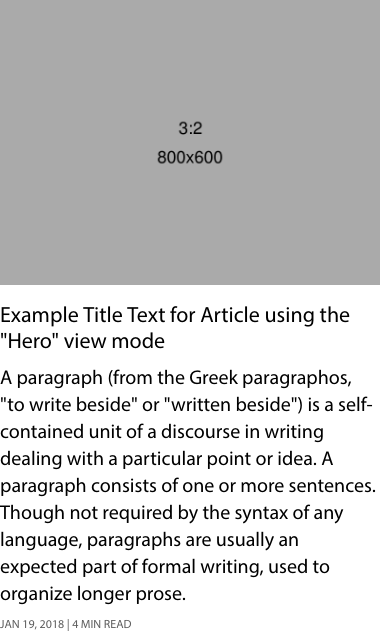 3:2
800x600
Example Title Text for Article using the
"Hero" view mode
A paragraph (from the Greek paragraphos,
"to write beside" or "written beside") is a self-
contained unit of a discourse in writing
dealing with a particular point or idea. A
paragraph consists of one or more sentences.
Though not required by the syntax of any
language, paragraphs are usually an
expected part of formal writing, used to
organize longer prose.
JAN 19, 2018 | 4 MIN READ